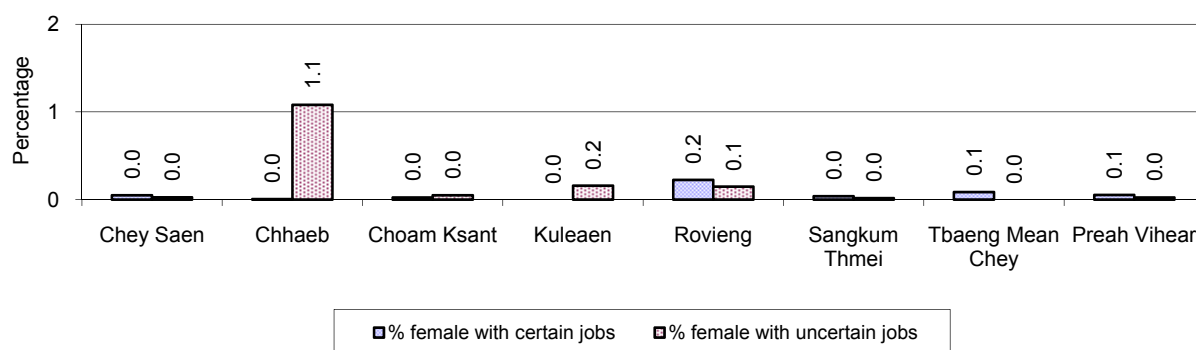 2
1
0
Percentage
0.0
0.0
0.0
1.1
0.0
0.0
0.0
0.2
0.2
0.1
0.0
0.0
0.1
0.0
0.1
0.0
Chey Saen
Chhaeb
Choam Ksant
Kuleaen
Rovieng
Sangkum
Thmei
Tbaeng Mean
Chey
Preah Vihear
% female with certain jobs
% female with uncertain jobs